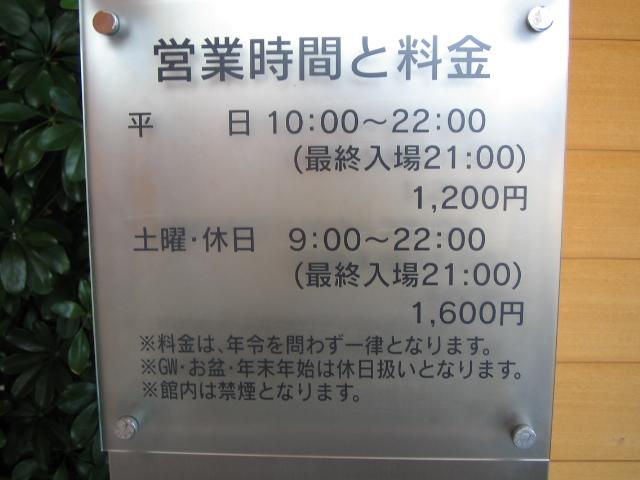 営業時間と料金
平 日 10:00～22:00
(最終入場21:00)
1,200円
土曜・休日 9:00～22:00
(最終入場21:00)
1,600円
※料金は、年令を問わず一律となります。
※GW・お盆・年末年始は休日扱いとなります。
※館内は禁煙となります。